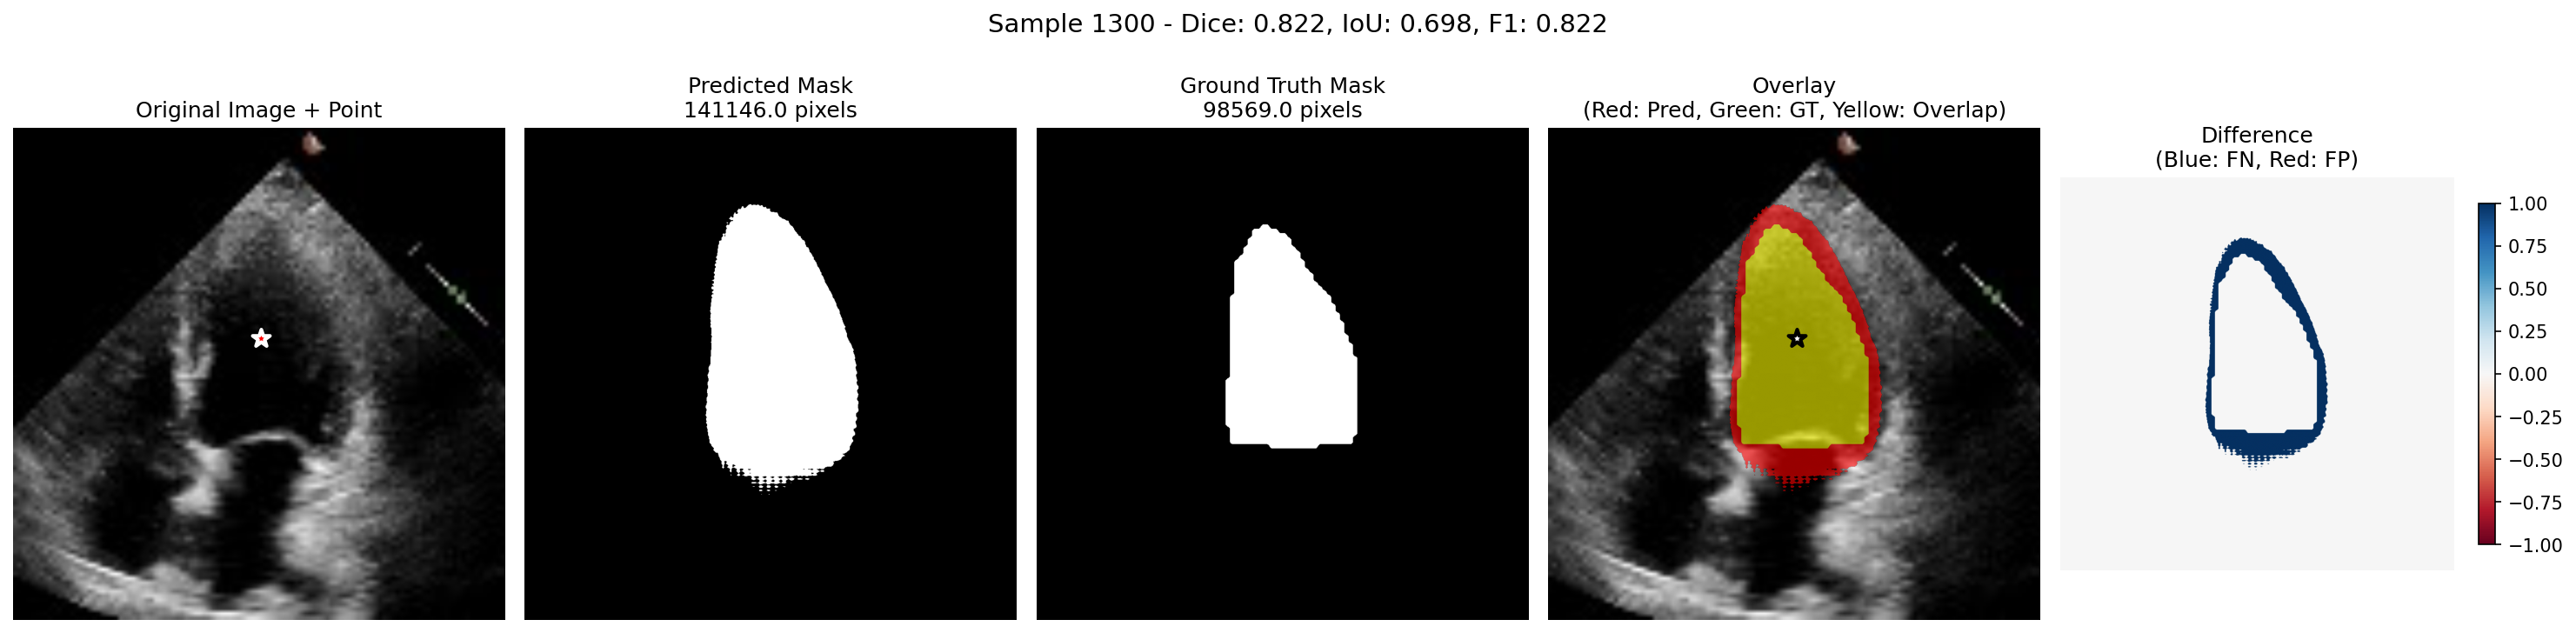 Sample 1300 - Dice: 0.822, IoU: 0.698, F1: 0.822
Original Image + Point
Predicted Mask
141146.0 pixels
Ground Truth Mask
98569.0 pixels
Overlay
(Red: Pred, Green: GT, Yellow: Overlap)
Difference
(Blue: FN, Red: FP)
1.00
0.75
0.50
0.25
0.00
−0.25
−0.50
−0.75
−1.00